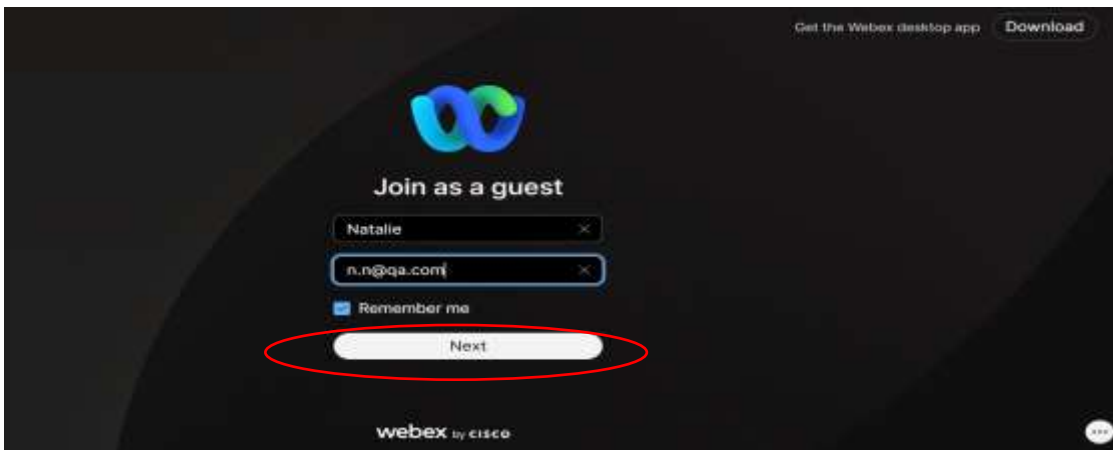 Get the Webex desktop app Download
Join as a guest
Natalie
n.n@qa.com
Remember me
Next
webex by CISCO